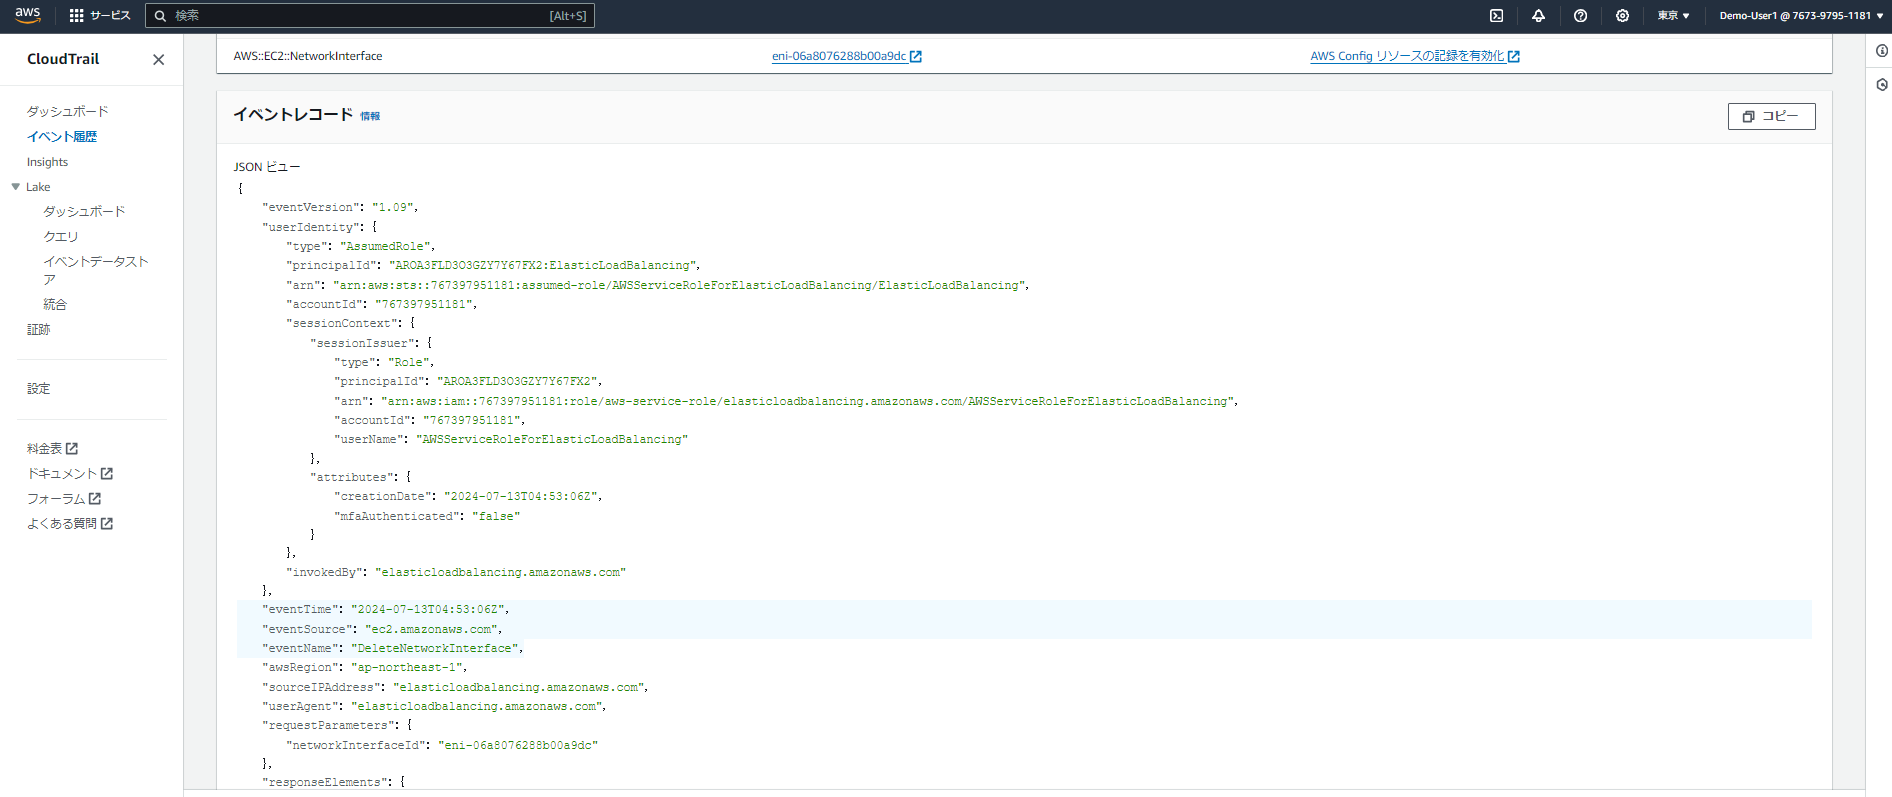 aws
サービス
検索
[Alt+S]
東京 ▼
Demo-User1 @ 7673-9795-1181 ▼
CloudTrail
ダッシュボード
イベント履歴
Insights
Lake
ダッシュボード
クエリ
イベントデータスト
ア
統合
証跡
設定
料金表
ドキュメント
フォーラム
よくある質問
AWS::EC2::NetworkInterface
eni-06a8076288b00a9dc
AWS Config リソースの記録を有効化
イベントレコード 情報
コピー
JSON ビュー
{
"eventVersion": "1.09",
"userIdentity": {
"type": "AssumedRole",
"principalId": "AROA3FLD3O3GZY7Y67FX2:ElasticLoadBalancing",
"arn": "arn:aws:sts::767397951181:assumed-role/AWSServiceRoleForElasticLoadBalancing/ElasticLoadBalancing",
"accountId": "767397951181",
"sessionContext": {
"sessionIssuer": {
"type": "Role",
"principalId": "AROA3FLD3O3GZY7Y67FX2",
"arn": "arn:aws:iam::767397951181:role/aws-service-role/elasticloadbalancing.amazonaws.com/AWSServiceRoleForElasticLoadBalancing",
"accountId": "767397951181",
"userName": "AWSServiceRoleForElasticLoadBalancing"
},
"attributes": {
"creationDate": "2024-07-13T04:53:06Z",
"mfaAuthenticated": "false"
}
},
"invokedBy": "elasticloadbalancing.amazonaws.com"
},
"eventTime": "2024-07-13T04:53:06Z",
"eventSource": "ec2.amazonaws.com",
"eventName": "DeleteNetworkInterface",
"awsRegion": "ap-northeast-1",
"sourceIPAddress": "elasticloadbalancing.amazonaws.com",
"userAgent": "elasticloadbalancing.amazonaws.com",
"requestParameters": {
"networkInterfaceId": "eni-06a8076288b00a9dc"
},
"responseElements": {